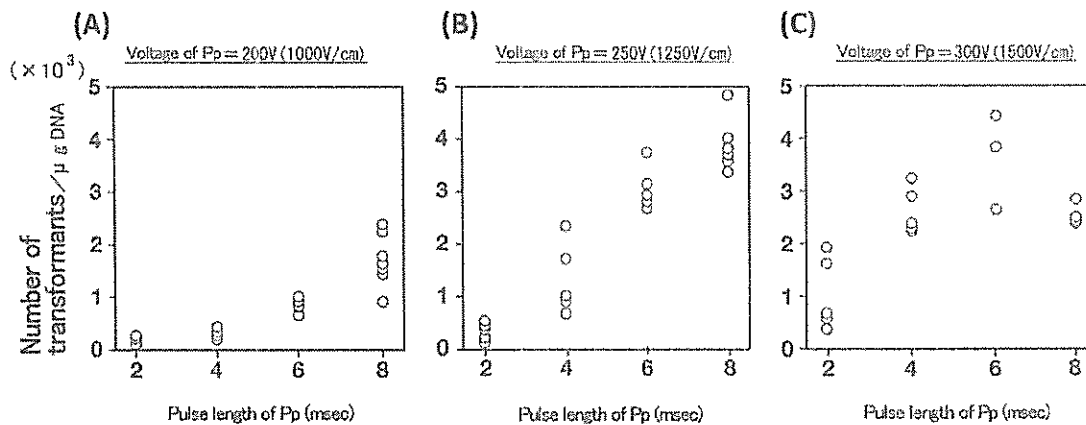 (A)
Voltage of Pp=200V (1000V/cm)
(B)
Voltage of Pp=250V (1250V/cm)
(C)
Voltage of Pp=300V (1500V/cm)
(×10³)
Number of
transformants/μg DNA
5
4
3
2
1
0
2 4 6 8
Pulse length of Pp (msec)
5
4
3
2
1
0
2 4 6 8
Pulse length of Pp (msec)
5
4
3
2
1
0
2 4 6 8
Pulse length of Pp (msec)